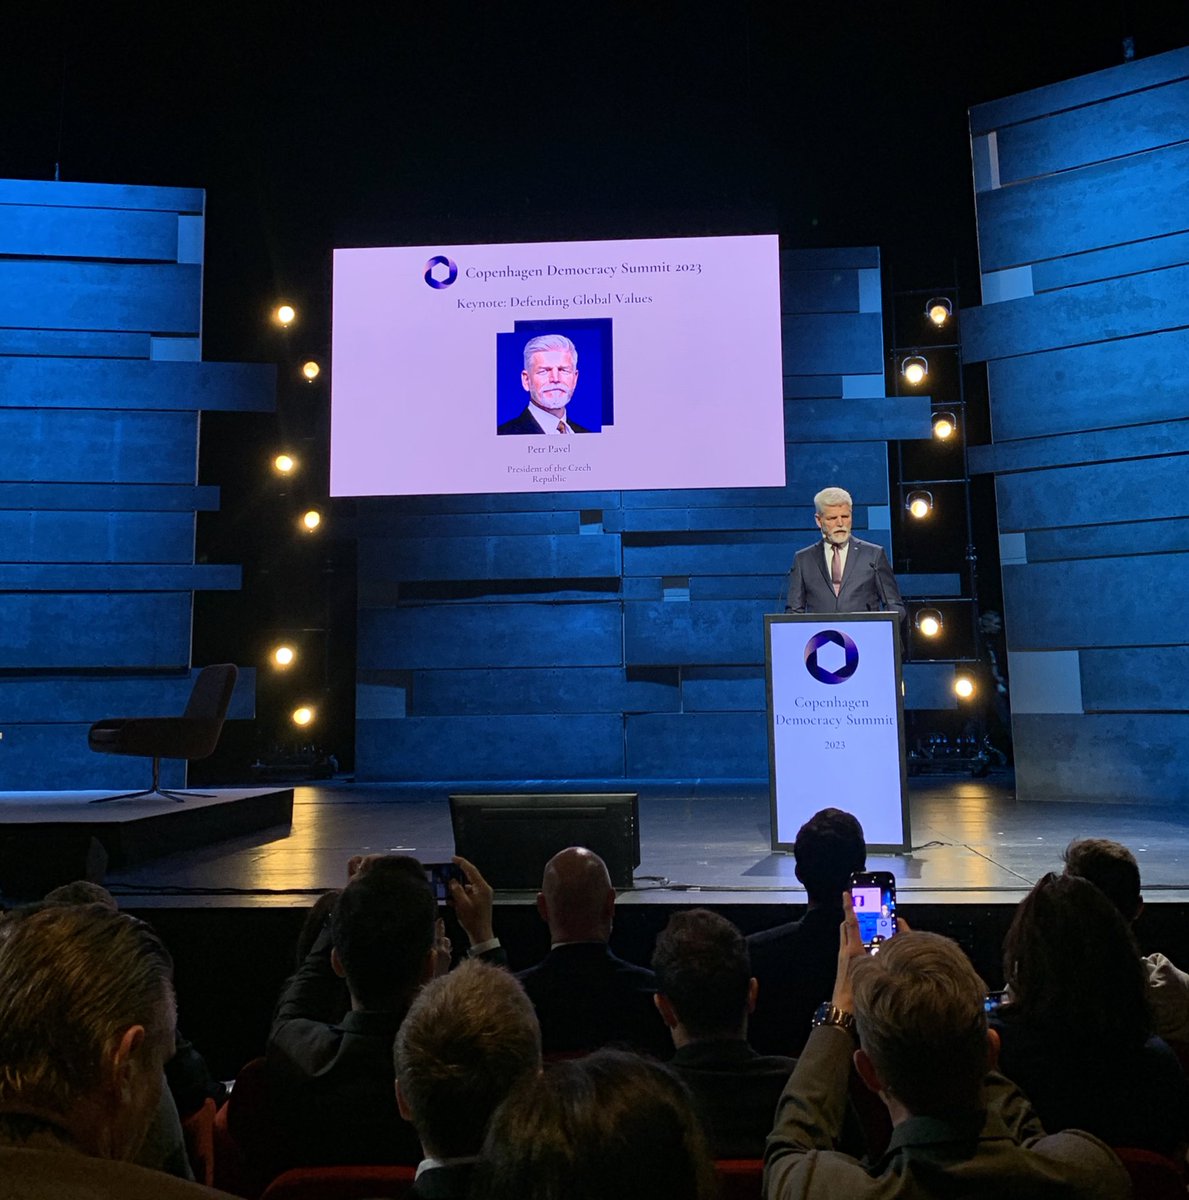 Copenhagen Democracy Summit 2023
Keynote: Defending Global Values
Petr Pavel
President of the Czech
Republic
Copenhagen
Democracy Summit
2023